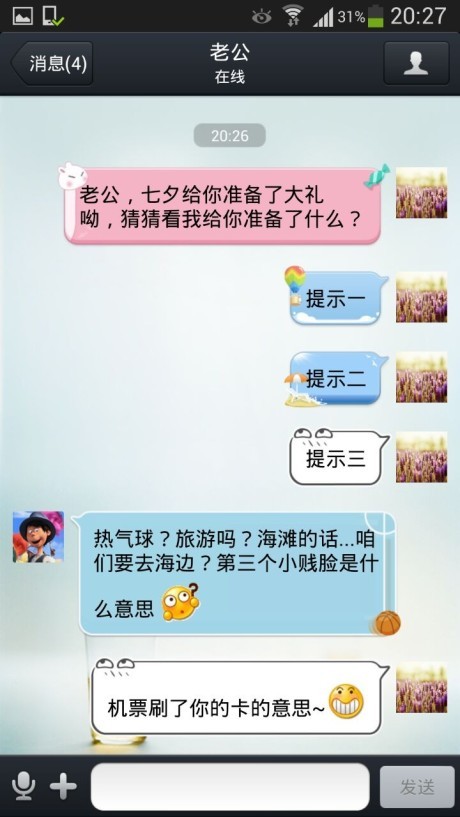 31% 20:27
消息(4)
老公
在线
20:26
老公，七夕给你准备了大礼
呦，猜猜看我给你准备了什么？
提示一
提示二
提示三
热气球？旅游吗？海滩的话...咱
们要去海边？第三个小贱脸是什
么意思
机票刷了你的卡的意思~
发送